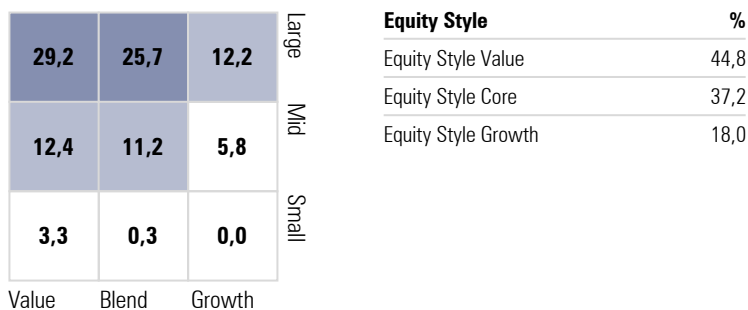 29,2 25,7 12,2 Large
12,4 11,2 5,8 Mid
3,3 0,3 0,0 Small
Value Blend Growth
Equity Style %
Equity Style Value 44,8
Equity Style Core 37,2
Equity Style Growth 18,0